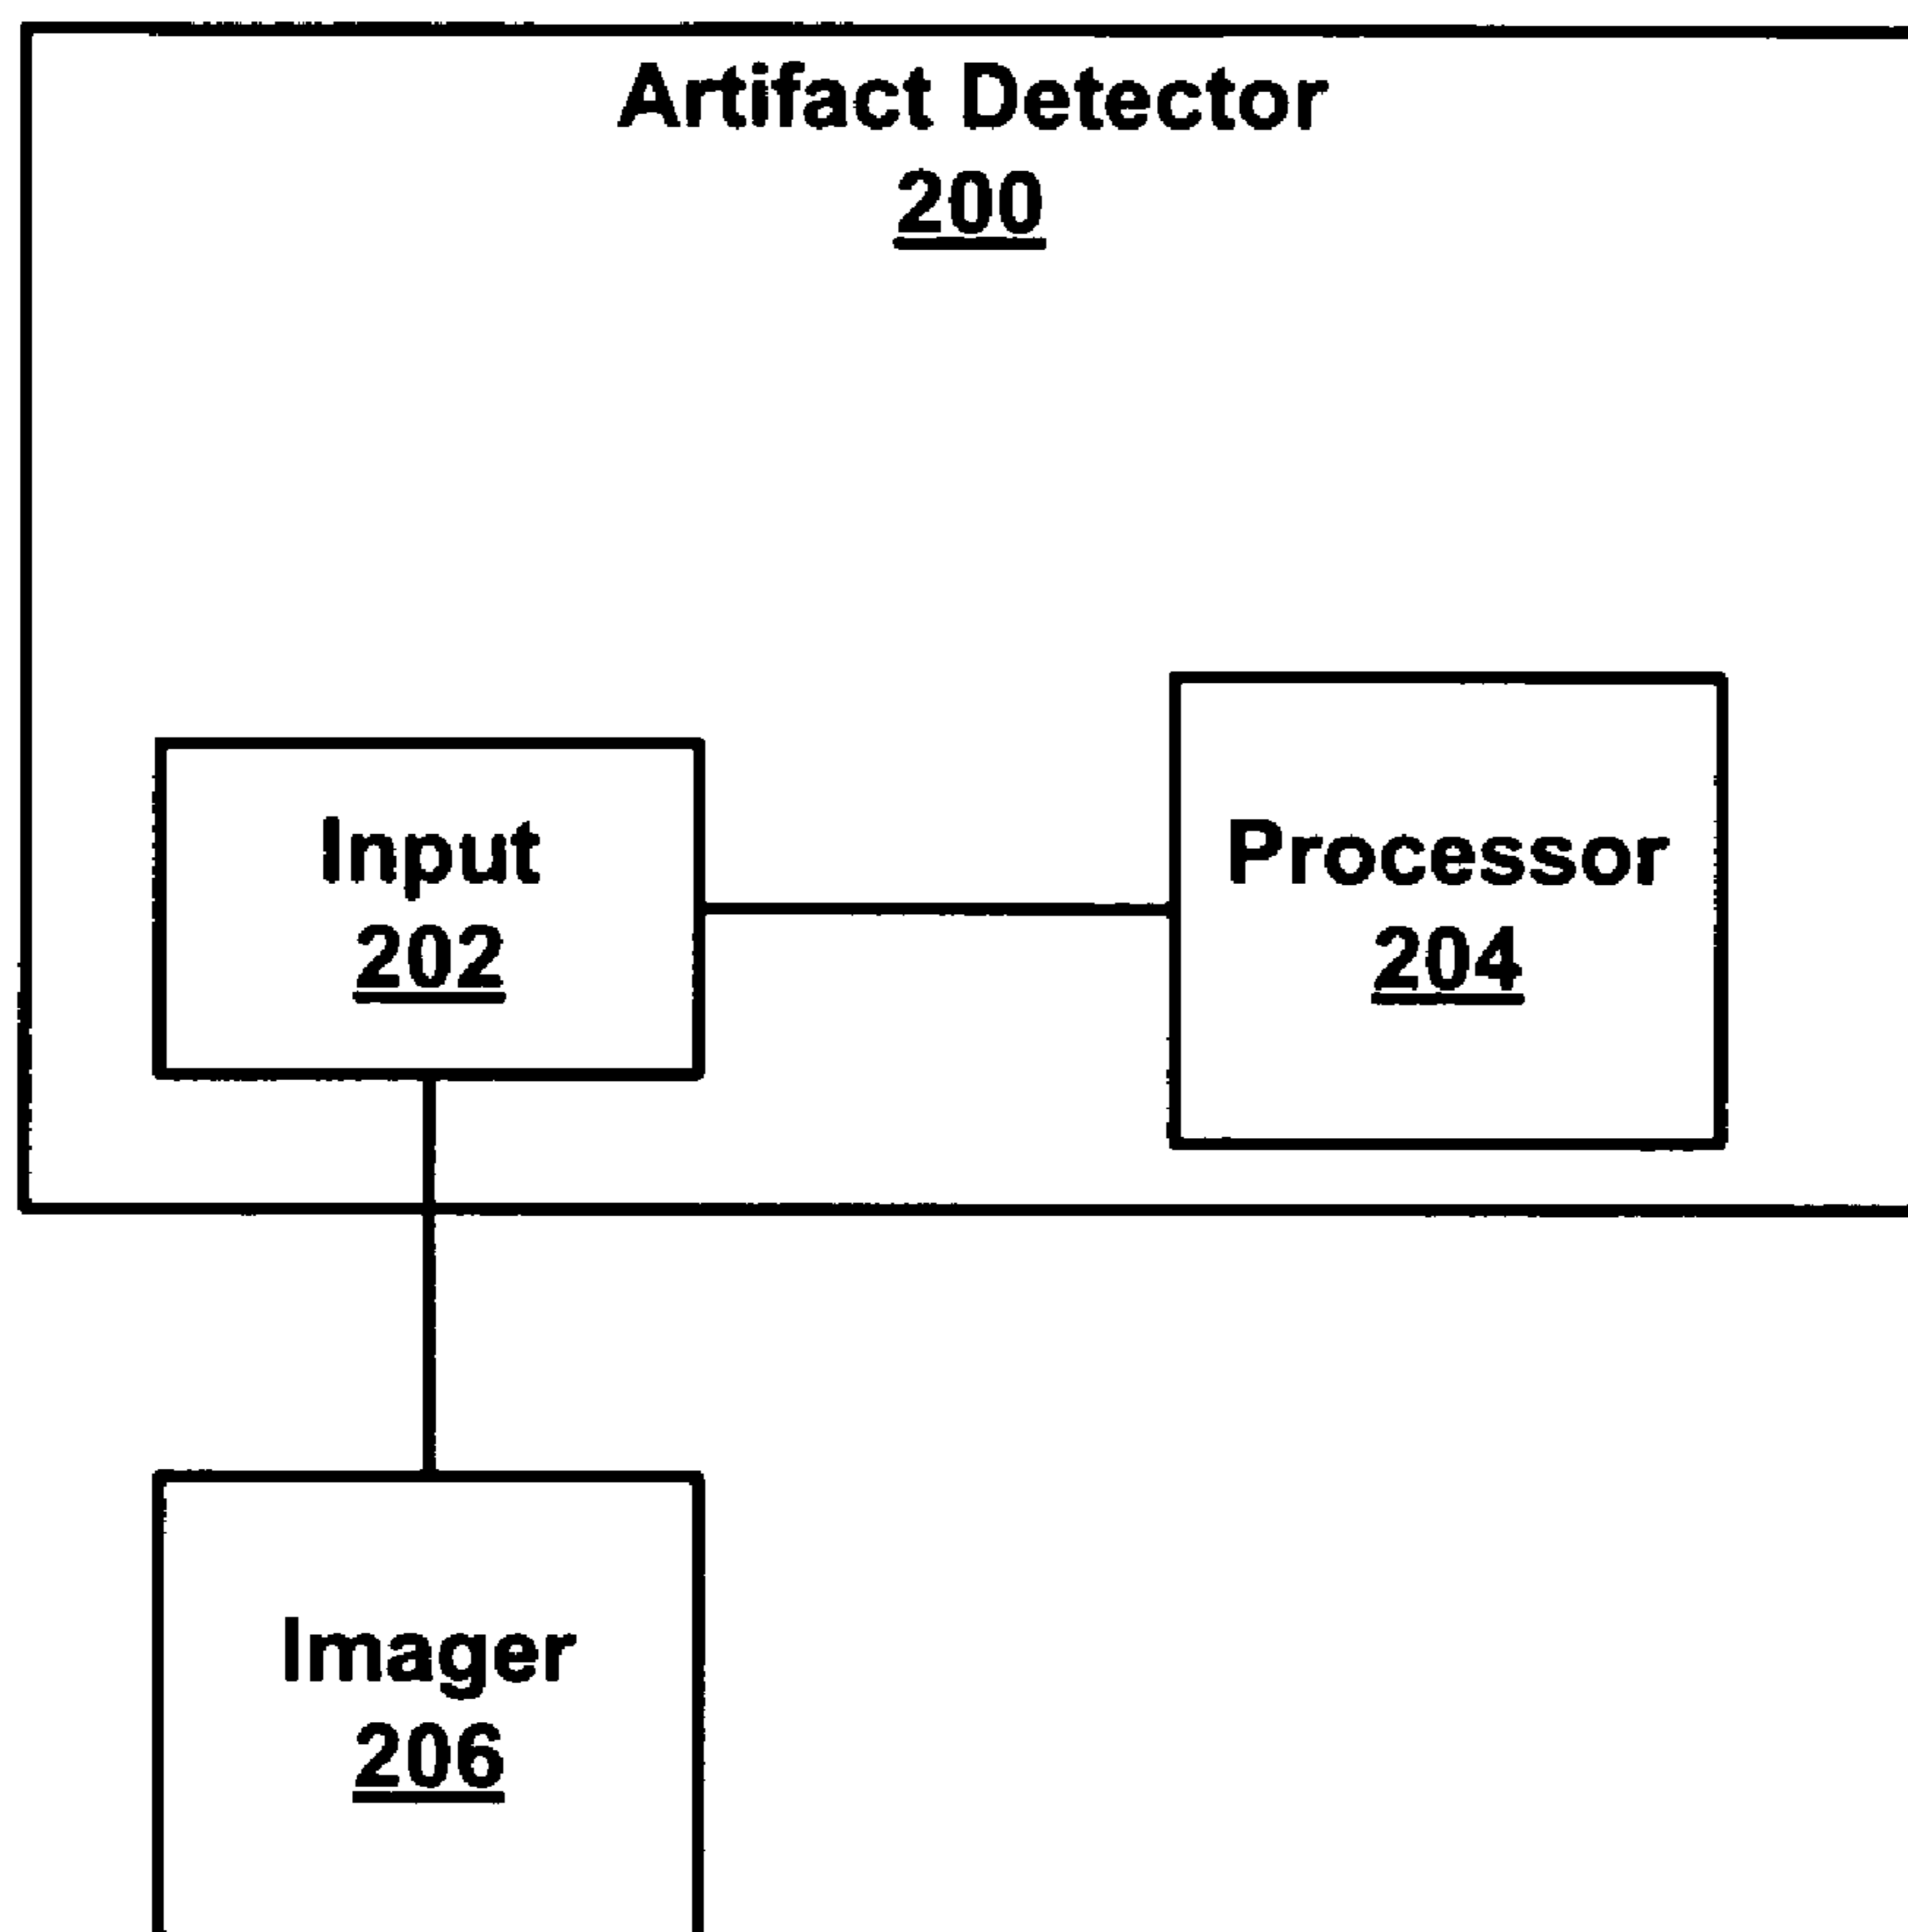 Artifact Detector
200
Input
202
Processor
204
Imager
206